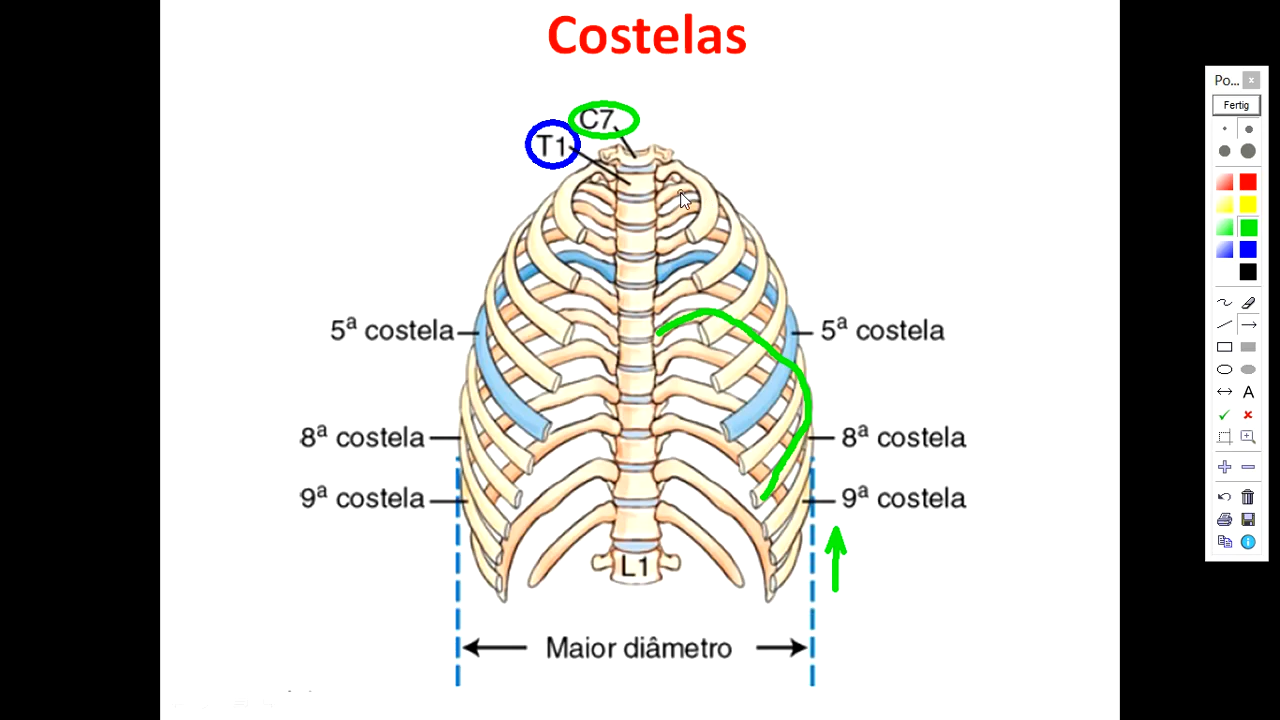 Costelas
C7
T1
5ª costela
5ª costela
8ª costela
8ª costela
9ª costela
9ª costela
L1
Maior diâmetro
Po...
Fertig
A